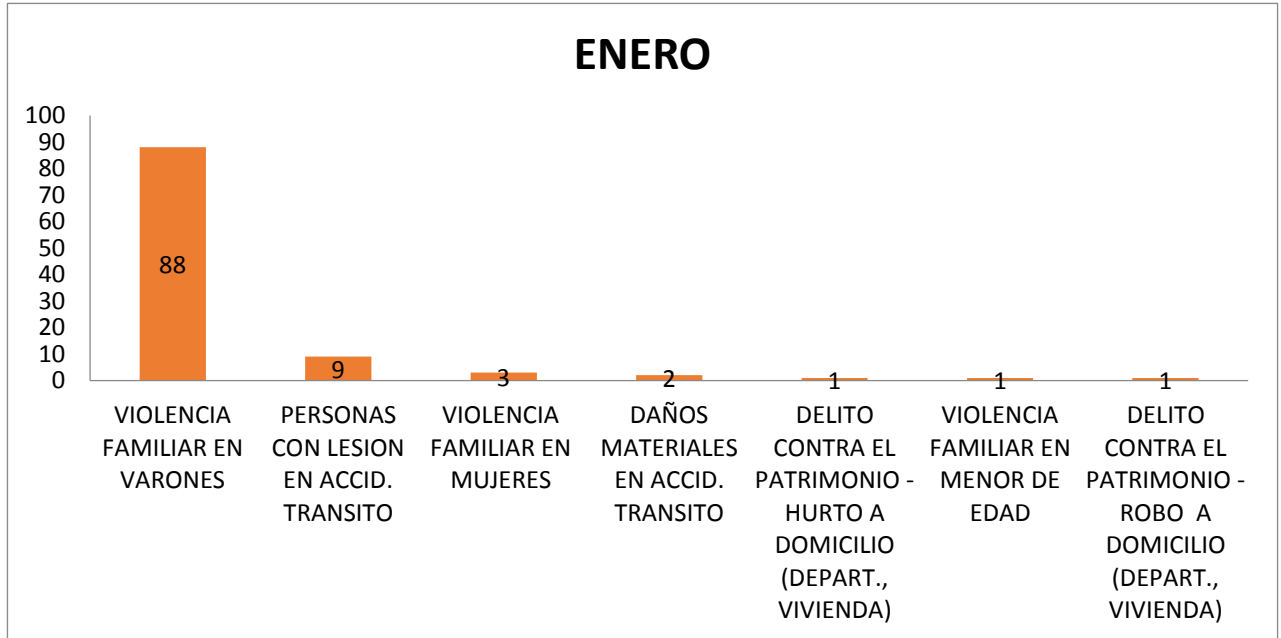 ENERO
100
90
80
70
60
50
40
30
20
10
0
88
9
3
2
1
1
1
VIOLENCIA
FAMILIAR EN
VARONES
PERSONAS
CON LESION
EN ACCID.
TRANSITO
VIOLENCIA
FAMILIAR EN
MUJERES
DAÑOS
MATERIALES
EN ACCID.
TRANSITO
DELITO
CONTRA EL
PATRIMONIO -
HURTO A
DOMICILIO
(DEPART.,
VIVIENDA)
VIOLENCIA
FAMILIAR EN
MENOR DE
EDAD
DELITO
CONTRA EL
PATRIMONIO -
ROBO  A
DOMICILIO
(DEPART.,
VIVIENDA)